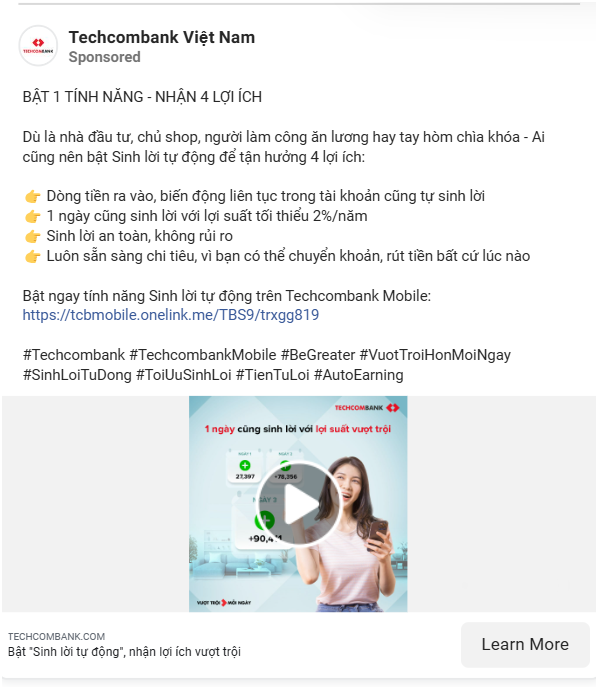 TECHCOMBANK
Techcombank Việt Nam
Sponsored
BẬT 1 TÍNH NĂNG - NHẬN 4 LỢI ÍCH
Dù là nhà đầu tư, chủ shop, người làm công ăn lương hay tay hòm chìa khóa - Ai
cũng nên bật Sinh lời tự động để tận hưởng 4 lợi ích:
👉 Dòng tiền ra vào, biến động liên tục trong tài khoản cũng tự sinh lời
👉 1 ngày cũng sinh lời với lợi suất tối thiểu 2%/năm
👉 Sinh lời an toàn, không rủi ro
👉 Luôn sẵn sàng chi tiêu, vì bạn có thể chuyển khoản, rút tiền bất cứ lúc nào
Bật ngay tính năng Sinh lời tự động trên Techcombank Mobile:
https://tcbmobile.onelink.me/TBS9/trxgg819
#Techcombank #TechcombankMobile #BeGreater #VuotTroiHonMoiNgay
#SinhLoiTuDong #ToiUuSinhLoi #TienTuLoi #AutoEarning
TECHCOMBANK
1 ngày cũng sinh lời với lợi suất vượt trội
NGÀY 1
NGÀY 2
27,397
+78,356
NGÀY 3
VƯỢT TRỘI MỖI NGÀY
TECHCOMBANK.COM
Bật "Sinh lời tự động", nhận lợi ích vượt trội
Learn More